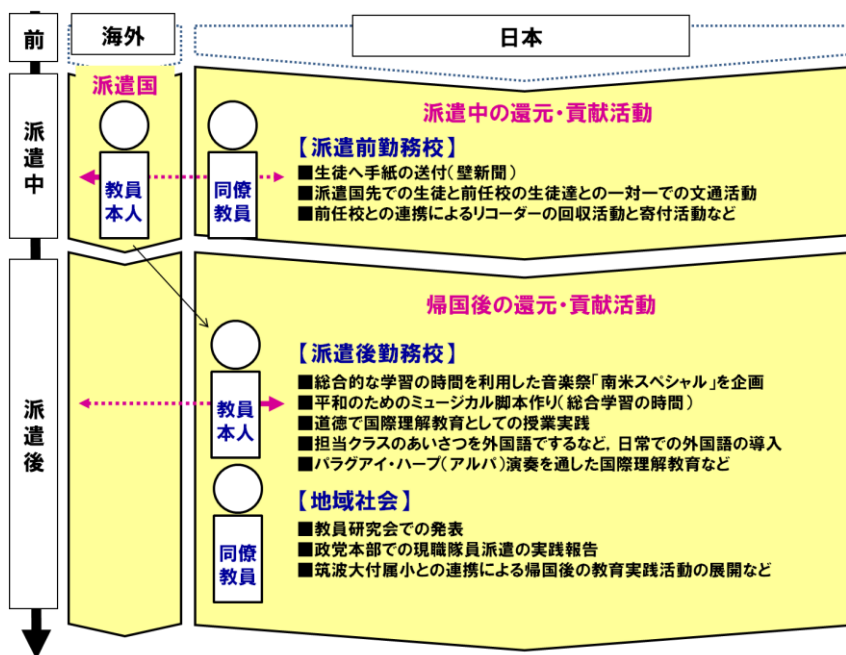 前
海外
日本
派遣中
派遣国
教員
本人
同僚
教員
派遣中の還元・貢献活動
【派遣前勤務校】
■生徒へ手紙の送付(壁新聞)
■派遣国先での生徒と前任校の生徒達との一対一での文通活動
■前任校との連携によるリコーダーの回収活動と寄付活動など
派遣後
帰国後の還元・貢献活動
教員
本人
【派遣後勤務校】
■総合的な学習の時間を利用した音楽祭「南米スペシャル」を企画
■平和のためのミュージカル脚本作り(総合学習の時間)
■道徳で国際理解教育としての授業実践
■担当クラスのあいさつを外国語でするなど,日常での外国語の導入
■パラグアイ・ハープ(アルパ)演奏を通した国際理解教育など
同僚
教員
【地域社会】
■教員研究会での発表
■政党本部での現職隊員派遣の実践報告
■筑波大付属小との連携による帰国後の教育実践活動の展開など